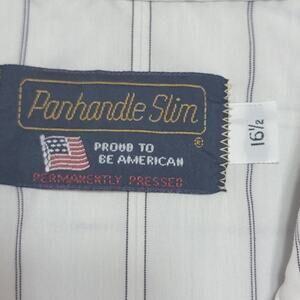 Panhandle Slim®
PROUD TO
BE AMERICAN
PERMANENTLY PRESSED
16½